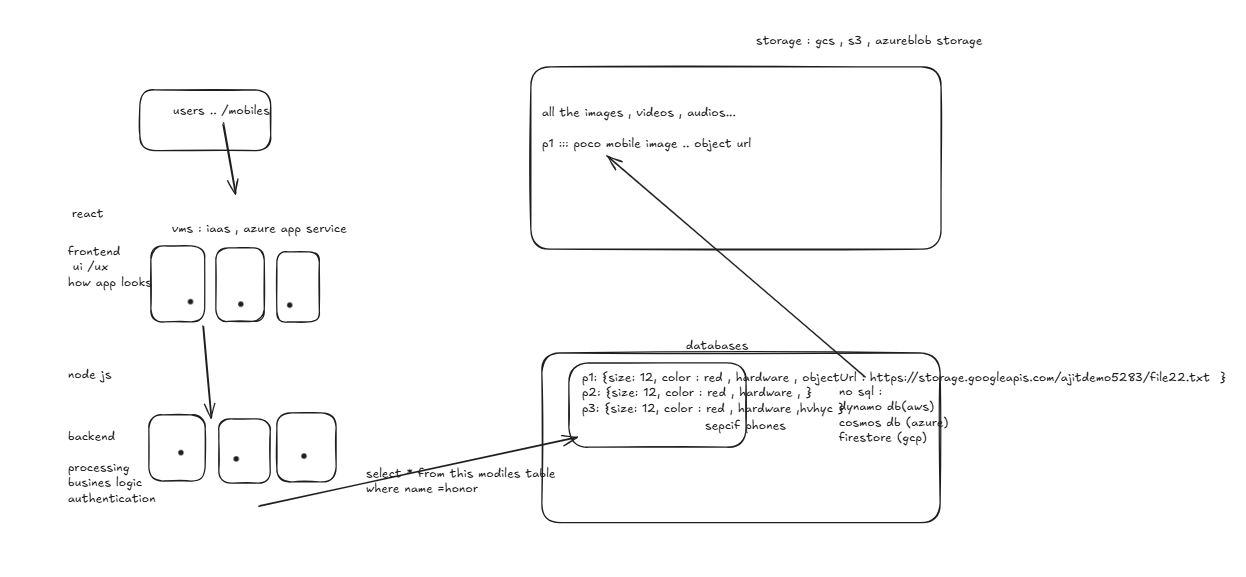 storage : gcs , s3 , azureblob storage
users .. /mobiles
all the images , videos , audios...
p1 ::: poco mobile image .. object url
react
vms : iaas , azure app service
frontend
ui /ux
how app looks
databases
node js
p1: {size: 12, color : red , hardware , objectUrl : https://storage.googleapis.com/ajitdemo5283/file22.txt }
p2: {size: 12, color : red , hardware , }
p3: {size: 12, color : red , hardware ,hvhyc }
sepcif phones
no sql :
dynamo db(aws)
cosmos db (azure)
firestore (gcp)
backend
processing
busines logic
authentication
select * from this modiles table
where name =honor